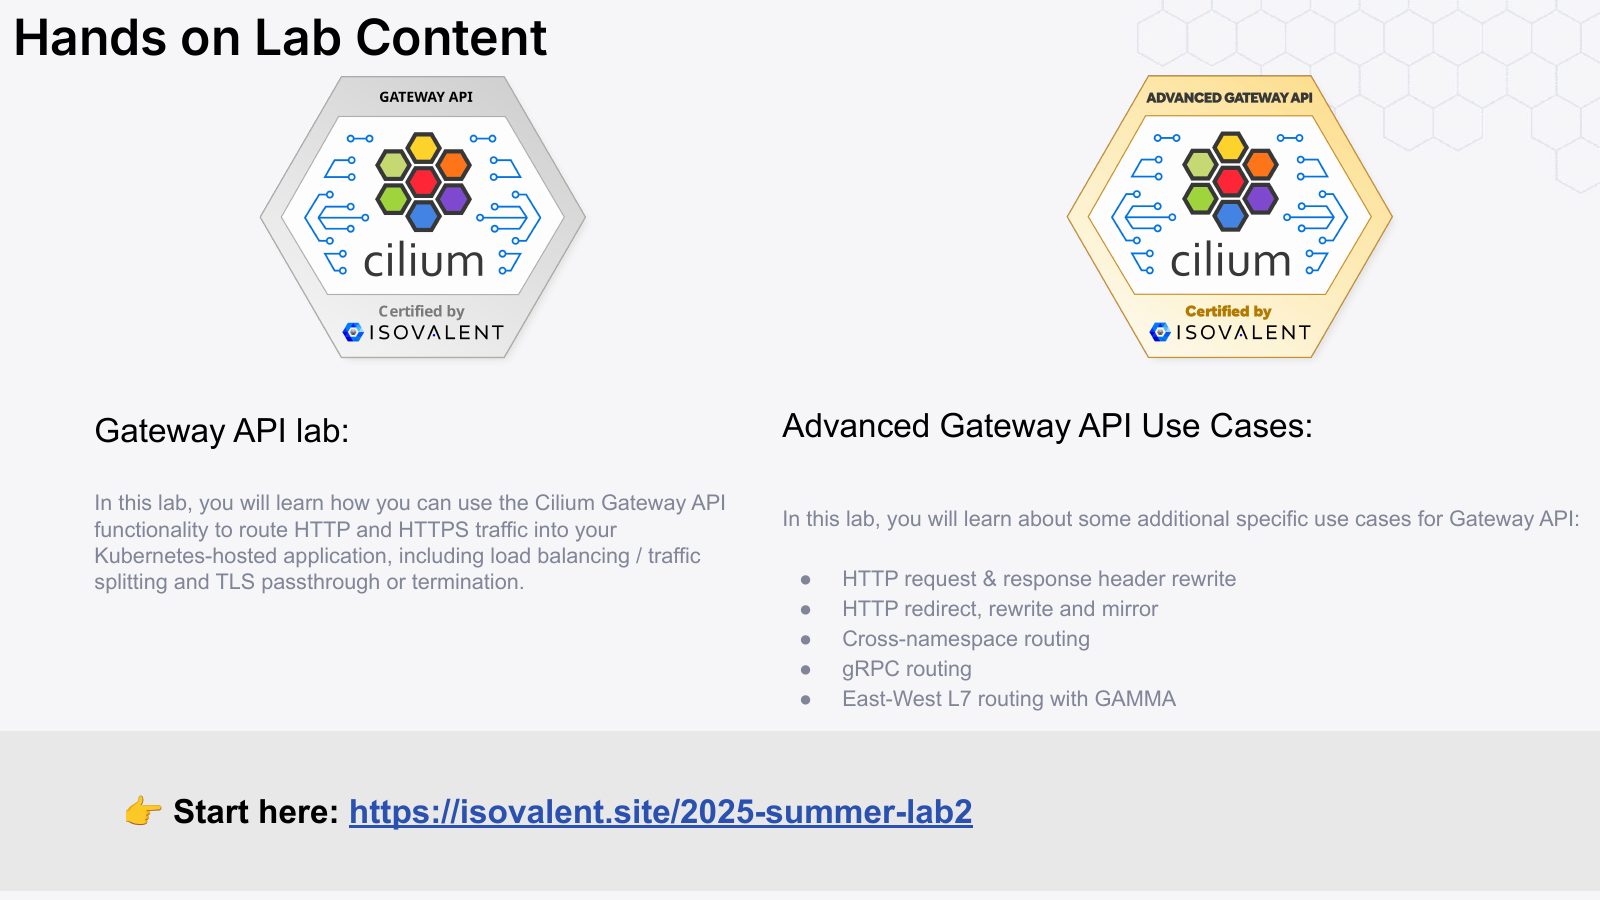 Hands on Lab Content
GATEWAY API
cilium
Certified by
ISOVALENT
ADVANCED GATEWAY API
cilium
Certified by
ISOVALENT
Gateway API lab:
In this lab, you will learn how you can use the Cilium Gateway API
functionality to route HTTP and HTTPS traffic into your
Kubernetes-hosted application, including load balancing / traffic
splitting and TLS passthrough or termination.
Advanced Gateway API Use Cases:
In this lab, you will learn about some additional specific use cases for Gateway API:
● HTTP request & response header rewrite
● HTTP redirect, rewrite and mirror
● Cross-namespace routing
● gRPC routing
● East-West L7 routing with GAMMA
👉 Start here: https://isovalent.site/2025-summer-lab2